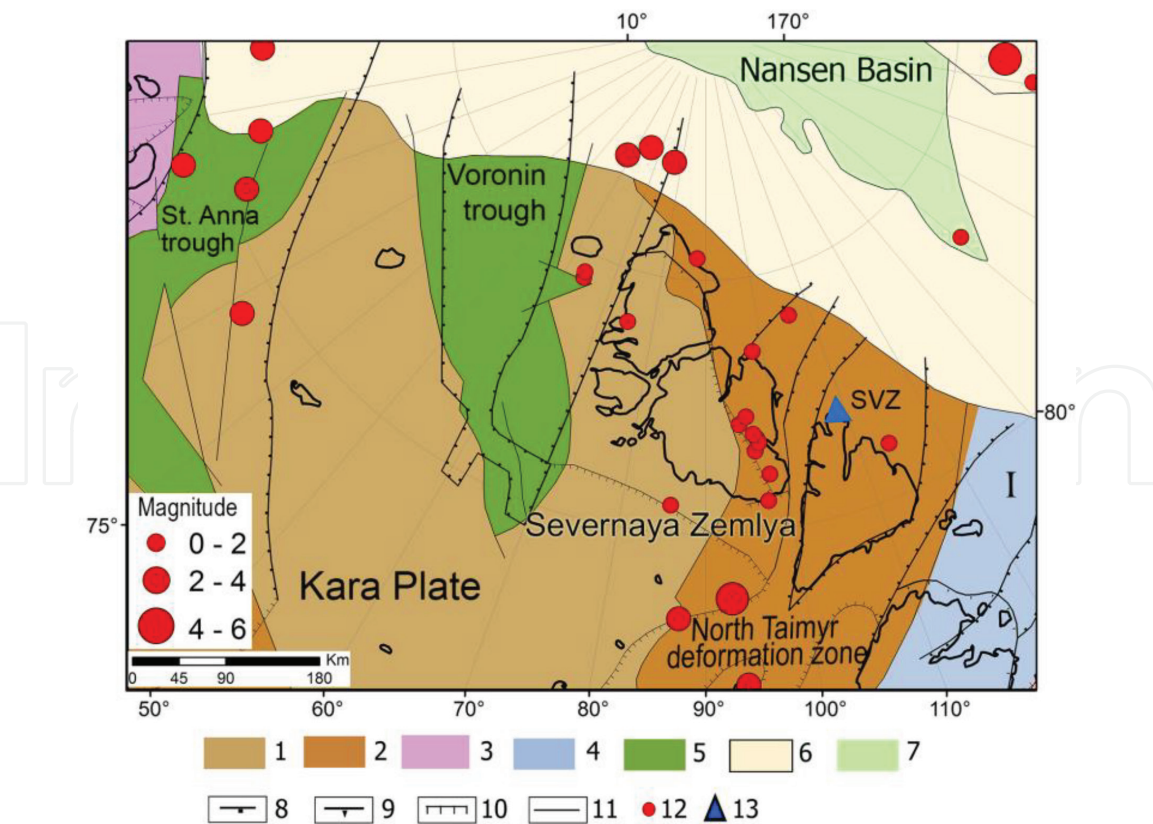 10° 170°
Nansen Basin
Voronin
trough
St. Anna
trough
SVZ
80°
I
Magnitude
0 - 2
2 - 4
4 - 6
75°
Severnaya Zemlya
Kara Plate
North Taimyr
deformation zone
Km
0 45 90 180
50° 60° 70° 80° 90° 100° 110°
1 2 3 4 5 6 7
8 9 10 11 12 13